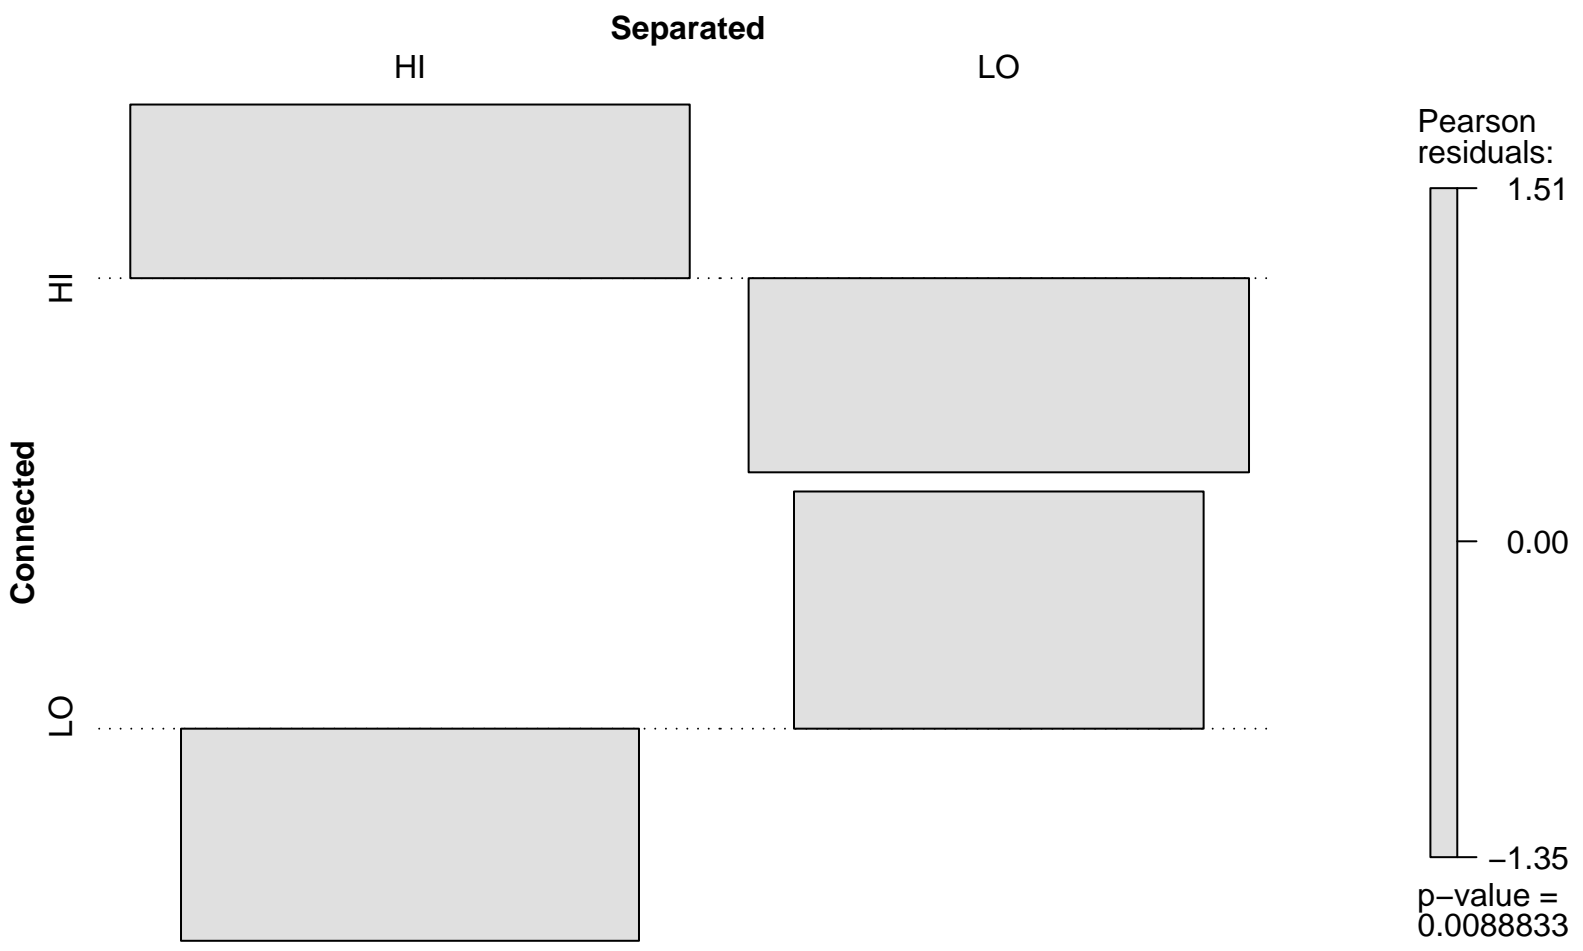 Separated
HI
LO
Connected
HI
LO
Pearson
residuals:
1.51
0.00
−1.35
p−value =
0.0088833